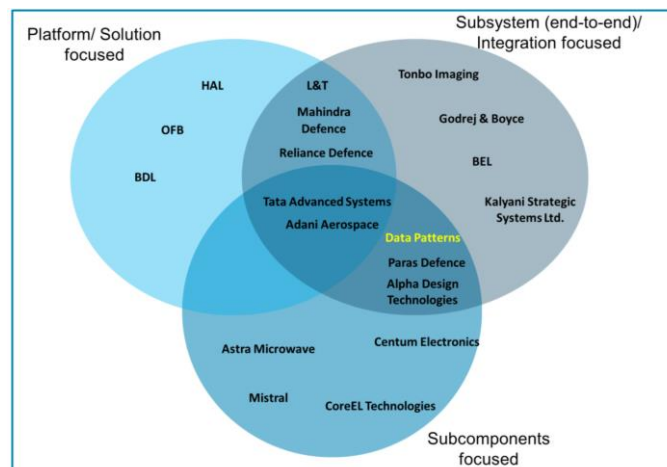 Platform/ Solution
focused
Subsystem (end-to-end)/
Integration focused
HAL
OFB
BDL
L&T
Mahindra
Defence
Reliance Defence
Tonbo Imaging
Godrej & Boyce
BEL
Kalyani Strategic
Systems Ltd.
Tata Advanced Systems
Adani Aerospace
Data Patterns
Paras Defence
Alpha Design
Technologies
Astra Microwave
Centum Electronics
Mistral
CoreEL Technologies
Subcomponents
focused